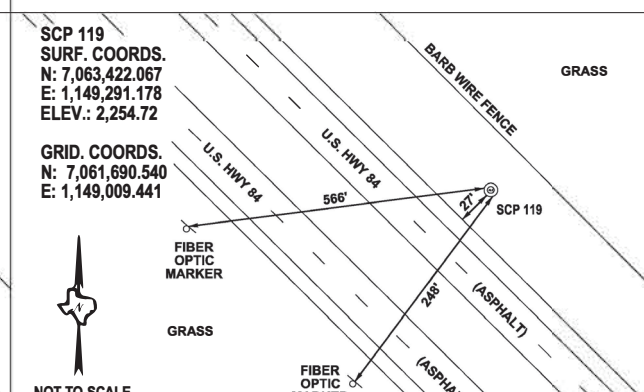 SCP 119
SURF. COORDS.
N: 7,063,422.067
E: 1,149,291.178
ELEV.: 2,254.72
GRID. COORDS.
N: 7,061,690.540
E: 1,149,009.441
BARB WIRE FENCE
GRASS
U.S. HWY 84
U.S. HWY 84
566'
27'
SCP 119
FIBER
OPTIC
MARKER
248'
(ASPHALT)
N
GRASS
FIBER
OPTIC
NOT TO SCALE